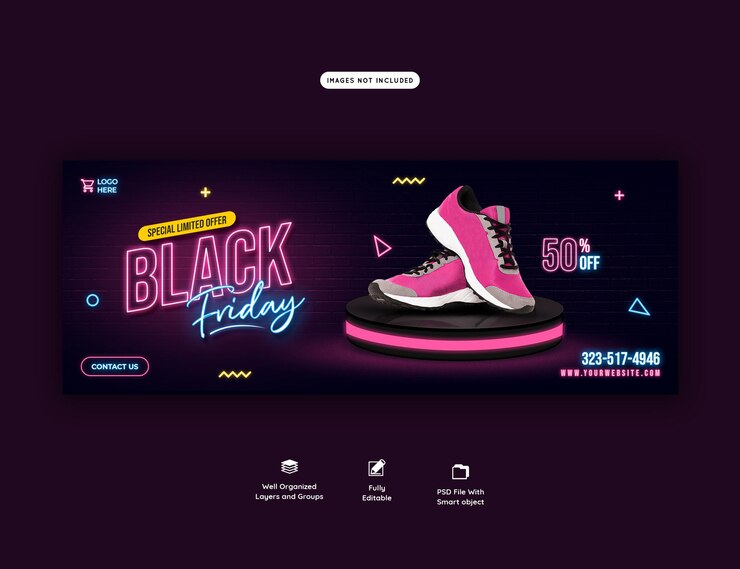 IMAGES NOT INCLUDED
LOGO
HERE
SPECIAL LIMITED OFFER
BLACK
Friday
50%
OFF
CONTACT US
323-517-4946
WWW.YOURWEBSITE.COM
Well Organized
Layers and Groups
Fully
Editable
PSD File With
Smart object